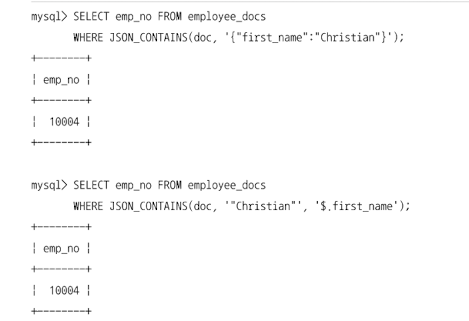 mysql> SELECT emp_no FROM employee_docs
WHERE JSON_CONTAINS(doc, '{"first_name":"Christian"}');
+--------+
| emp_no |
+--------+
| 10004 |
+--------+
mysql> SELECT emp_no FROM employee_docs
WHERE JSON_CONTAINS(doc, '"Christian"', '$.first_name');
+--------+
| emp_no |
+--------+
| 10004 |
+--------+